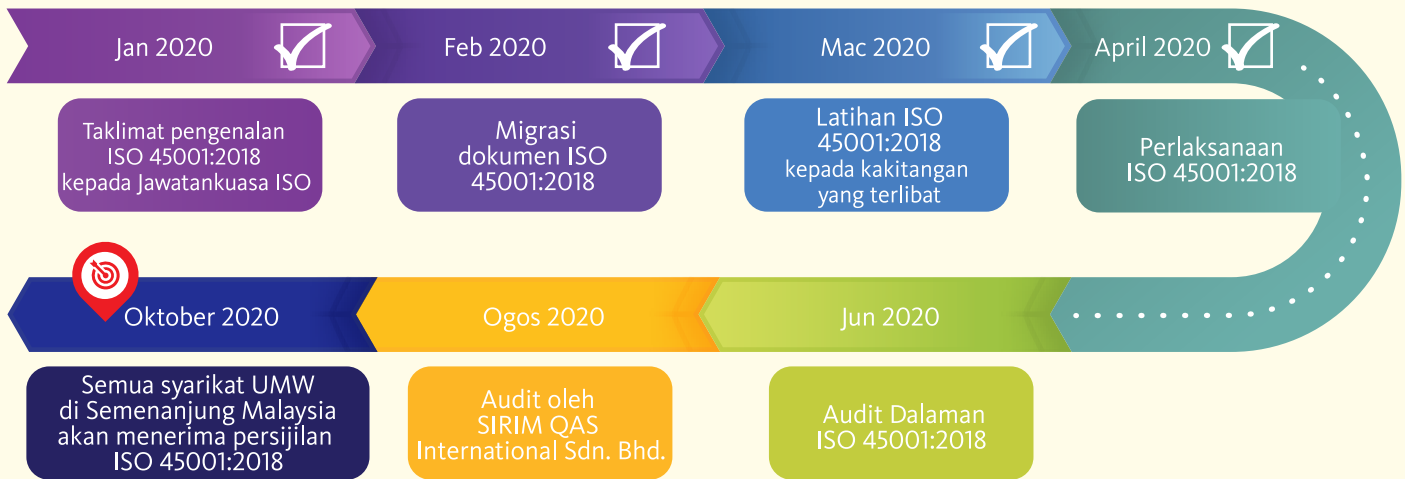 Jan 2020
Feb 2020
Mac 2020
April 2020
Taklimat pengenalan
ISO 45001:2018
kepada Jawatankuasa ISO
Migrasi
dokumen ISO
45001:2018
Latihan ISO
45001:2018
kepada kakitangan
yang terlibat
Perlaksanaan
ISO 45001:2018
Oktober 2020
Ogos 2020
Jun 2020
Semua syarikat UMW
di Semenanjung Malaysia
akan menerima persijilan
ISO 45001:2018
Audit oleh
SIRIM QAS
International Sdn. Bhd.
Audit Dalaman
ISO 45001:2018